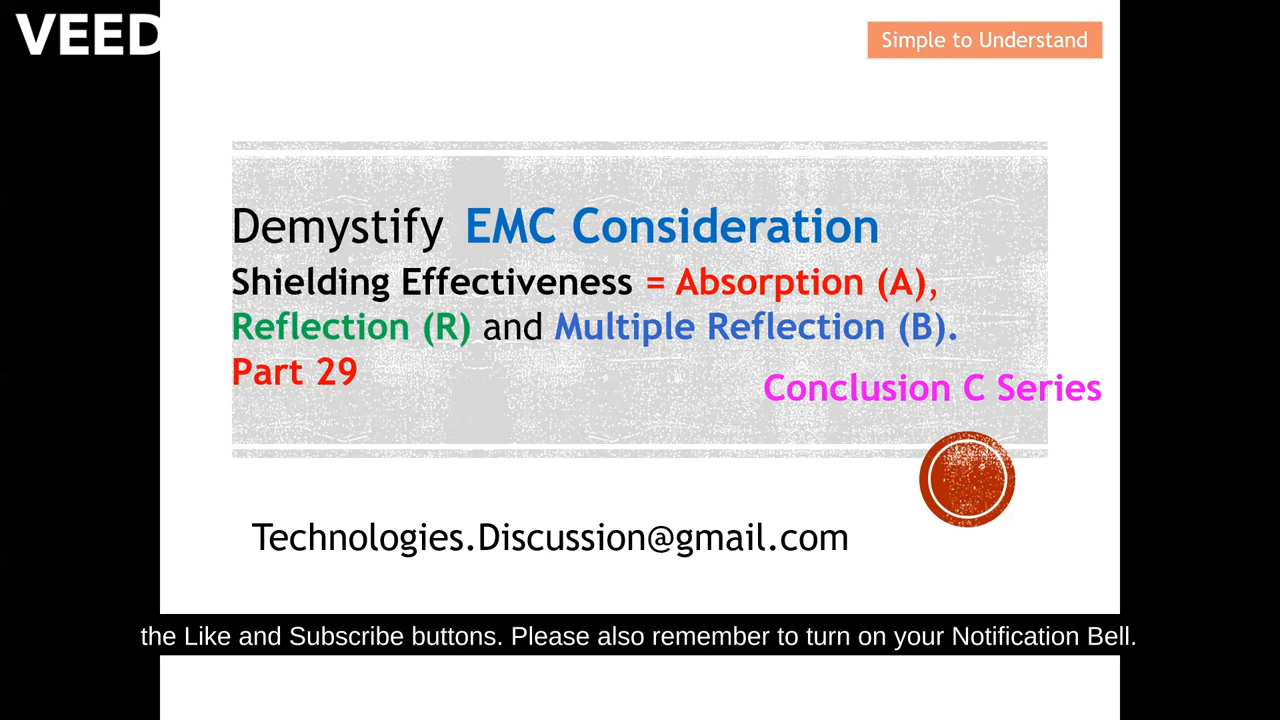 VEED
Simple to Understand
Demystify EMC Consideration
Shielding Effectiveness = Absorption (A),
Reflection (R) and Multiple Reflection (B).
Part 29
Conclusion C Series
Technologies.Discussion@gmail.com
the Like and Subscribe buttons. Please also remember to turn on your Notification Bell.